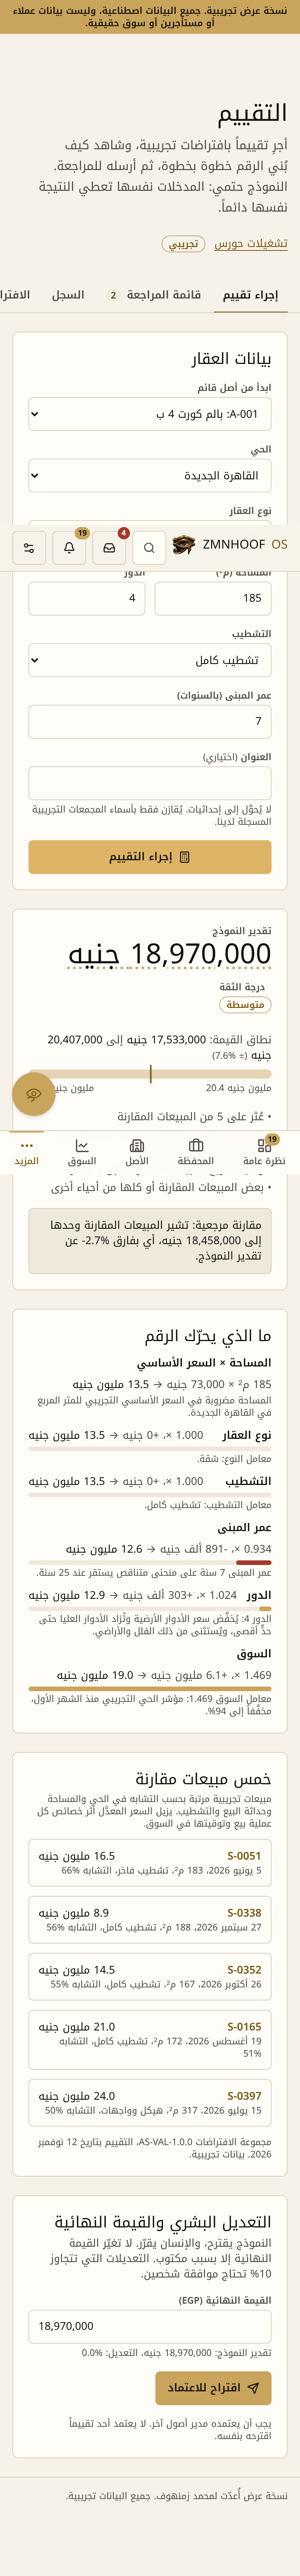 نسخة عرض تجريبية. جميع البيانات اصطناعية، وليست بيانات عملاء
أو مستأجرين أو سوق حقيقية.
التقييم
أجرِ تقييماً بافتراضات تجريبية، وشاهد كيف
بُني الرقم خطوة بخطوة، ثم أرسله للمراجعة.
النموذج حتمي: المدخلات نفسها تعطي النتيجة
نفسها دائماً.
تشغيلات حورس تجريبي
إجراء تقييم قائمة المراجعة 2 السجل
بيانات العقار
ابدأ من أصل قائم
A-001: بالم كورت 4 ب
الحي
القاهرة الجديدة
نوع العقار
ZMNHOOF OS 4 19
185 4
التشطيب
تشطيب كامل
عمر المبنى (بالسنوات)
7
العنوان (اختياري)
لا يُحوَّل إلى إحداثيات. يُقارَن فقط بأسماء المجمعات التجريبية
المسجلة لدينا.
إجراء التقييم
تقدير النموذج
18,970,000 جنيه
درجة الثقة
متوسطة
نطاق القيمة: 17,533,000 جنيه إلى 20,407,000
جنيه (± 7.6%)
20.4 مليون جنيه مليون جنيه
• عُثر على 5 من المبيعات المقارنة
نظرة عامة 19 المحفظة الأصل السوق المزيد
• بعض المبيعات المقارنة أو كلها من أحياء أخرى
مقارنة مرجعية: تشير المبيعات المقارنة وحدها
إلى 18,458,000 جنيه، أي بفارق -2.7% عن
تقدير النموذج.
ما الذي يحرّك الرقم
المساحة × السعر الأساسي
185 م² × 73,000 جنيه → 13.5 مليون جنيه
المساحة مضروبة في السعر الأساسي التجريبي للمتر المربع
في القاهرة الجديدة.
نوع العقار 1.000 ×، +0 جنيه → 13.5 مليون جنيه
معامل النوع: شقة.
التشطيب 1.000 ×، +0 جنيه → 13.5 مليون جنيه
معامل التشطيب: تشطيب كامل.
عمر المبنى
0.934 ×، -891 ألف جنيه → 12.6 مليون جنيه
عمر المبنى 7 سنة على منحنى متناقص يستقر عند 25 سنة.
الدور 1.024 ×، +303 ألف جنيه → 12.9 مليون جنيه
الدور 4: يُخفَّض سعر الأدوار الأرضية وتُزاد الأدوار العليا حتى
حدٍّ أقصى، ويُستثنى من ذلك الفلل والأراضي.
السوق
1.469 ×، +6.1 مليون جنيه → 19.0 مليون جنيه
معامل السوق 1.469: مؤشر الحي التجريبي منذ الشهر الأول،
مخفَّفاً إلى 94%.
خمس مبيعات مقارنة
مبيعات تجريبية مرتبة بحسب التشابه في الحي والمساحة
وحداثة البيع والتشطيب. يزيل السعر المعدَّل أثر خصائص كل
عملية بيع وتوقيتها في السوق.
S-0051 16.5 مليون جنيه
5 يونيو 2026، 183 م²، تشطيب فاخر، التشابه 66%
S-0338 8.9 مليون جنيه
27 سبتمبر 2026، 188 م²، تشطيب كامل، التشابه 56%
S-0352 14.5 مليون جنيه
26 أكتوبر 2026، 167 م²، تشطيب كامل، التشابه 55%
S-0165 21.0 مليون جنيه
19 أغسطس 2026، 172 م²، تشطيب كامل، التشابه
51%
S-0397 24.0 مليون جنيه
15 يوليو 2026، 317 م²، هيكل وواجهات، التشابه 50%
مجموعة الافتراضات AS-VAL-1.0.0، التقييم بتاريخ 12 نوفمبر
2026. بيانات تجريبية.
التعديل البشري والقيمة النهائية
النموذج يقترح، والإنسان يقرّر. لا تغيّر القيمة
النهائية إلا بسبب مكتوب. التعديلات التي تتجاوز
10% تحتاج موافقة شخصين.
القيمة النهائية (EGP)
18,970,000
تقدير النموذج: 18,970,000 جنيه، التعديل: 0.0%
اقتراح للاعتماد
يجب أن يعتمده مدير أصول آخر. لا يعتمد أحد تقييماً
اقترحه بنفسه.
نسخة عرض أُعدّت لمحمد زمنهوف. جميع البيانات تجريبية.